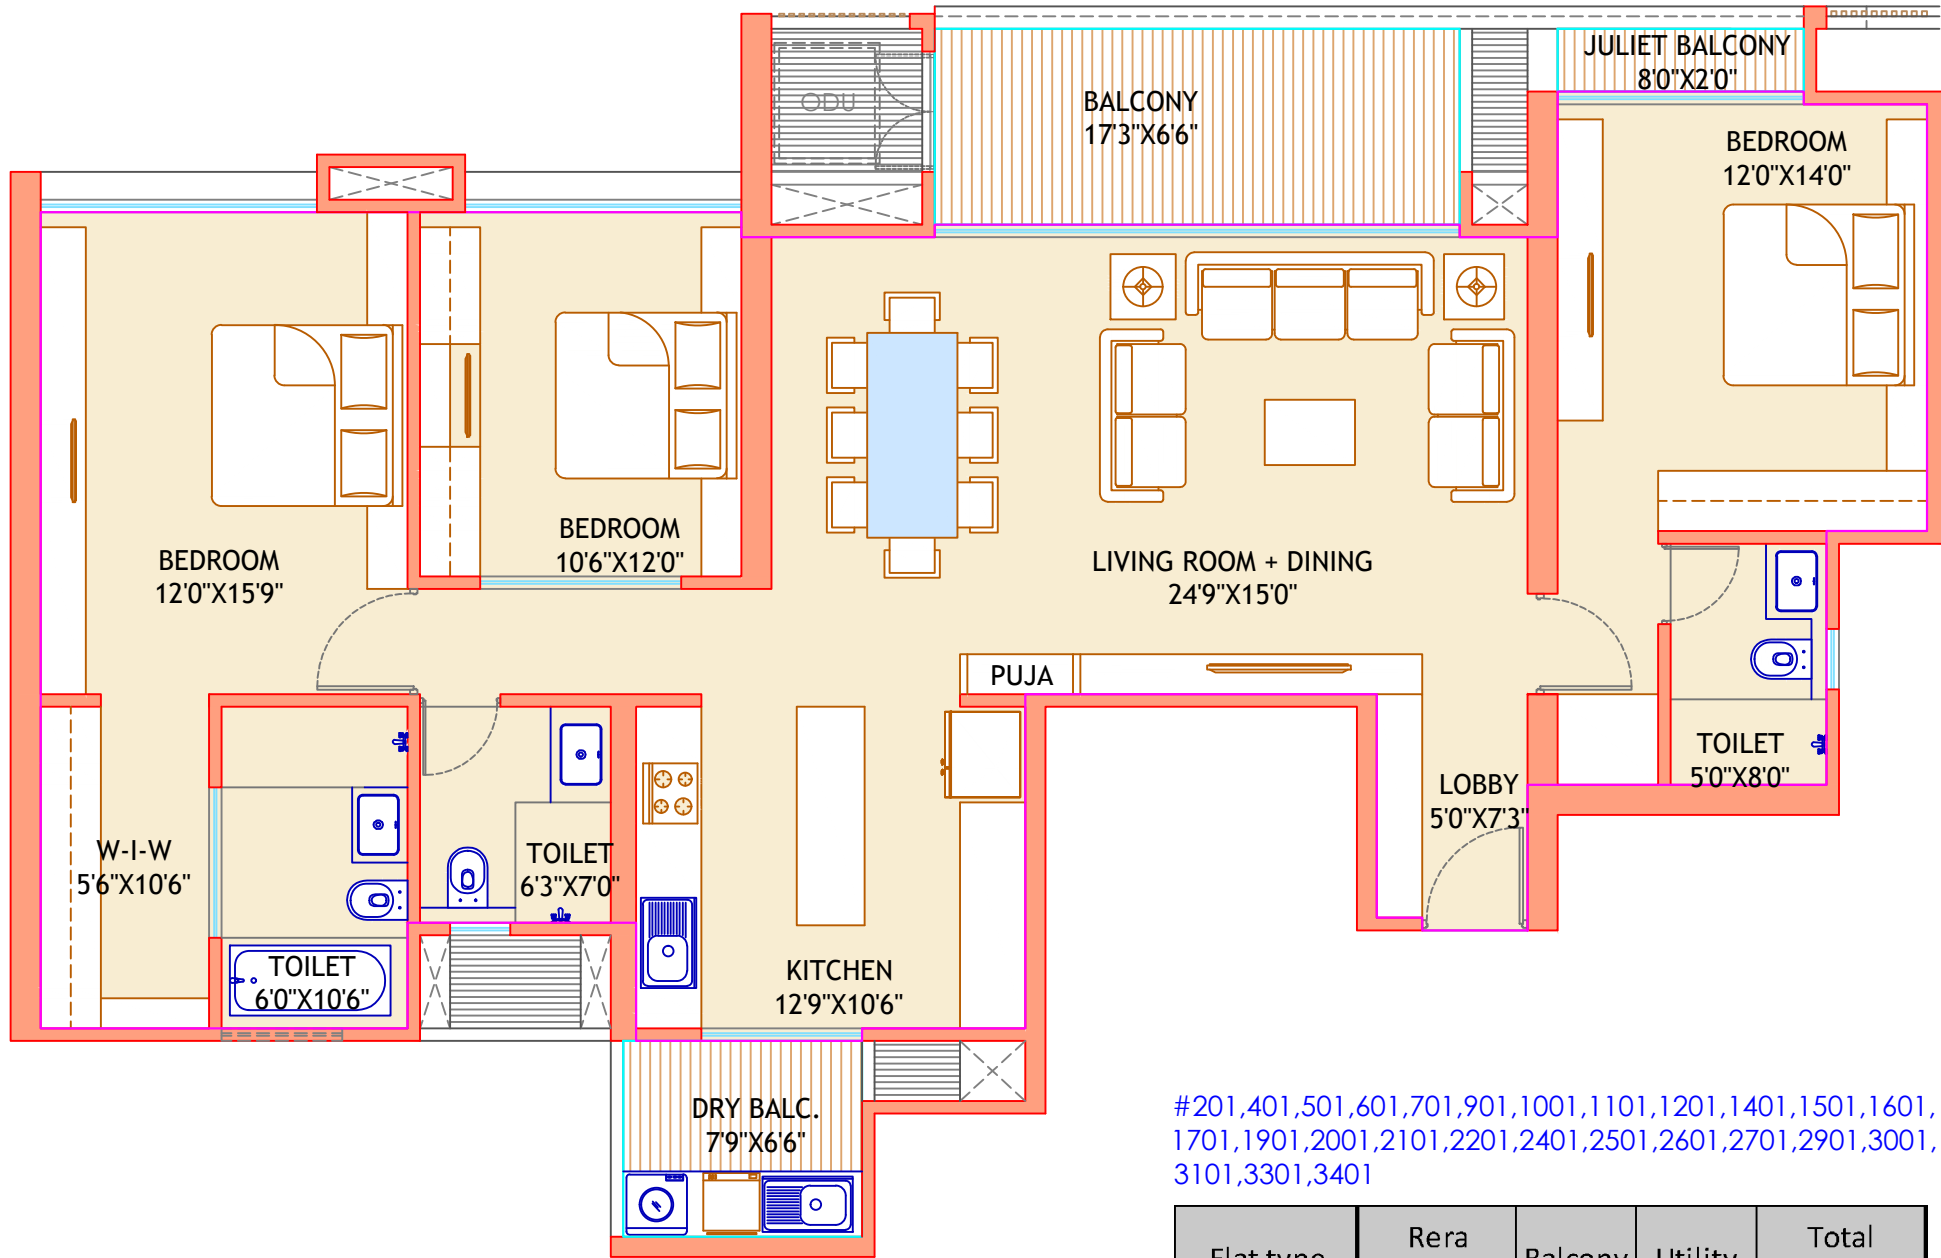 JULIET BALCONY
8'0"X2'0"
ODU
BALCONY
17'3"X6'6"
BEDROOM
12'0"X14'0"
BEDROOM
10'6"X12'0"
BEDROOM
12'0"X15'9"
LIVING ROOM + DINING
24'9"X15'0"
PUJA
TOILET
5'0"X8'0"
LOBBY
5'0"X7'3"
W-I-W
5'6"X10'6"
TOILET
6'3"X7'0"
TOILET
6'0"X10'6"
KITCHEN
12'9"X10'6"
DRY BALC.
7'9"X6'6"
#201,401,501,601,701,901,1001,1101,1201,1401,1501,1601,
1701,1901,2001,2101,2201,2401,2501,2601,2701,2901,3001,
3101,3301,3401
Rera Total
Flat type Balcony Utility